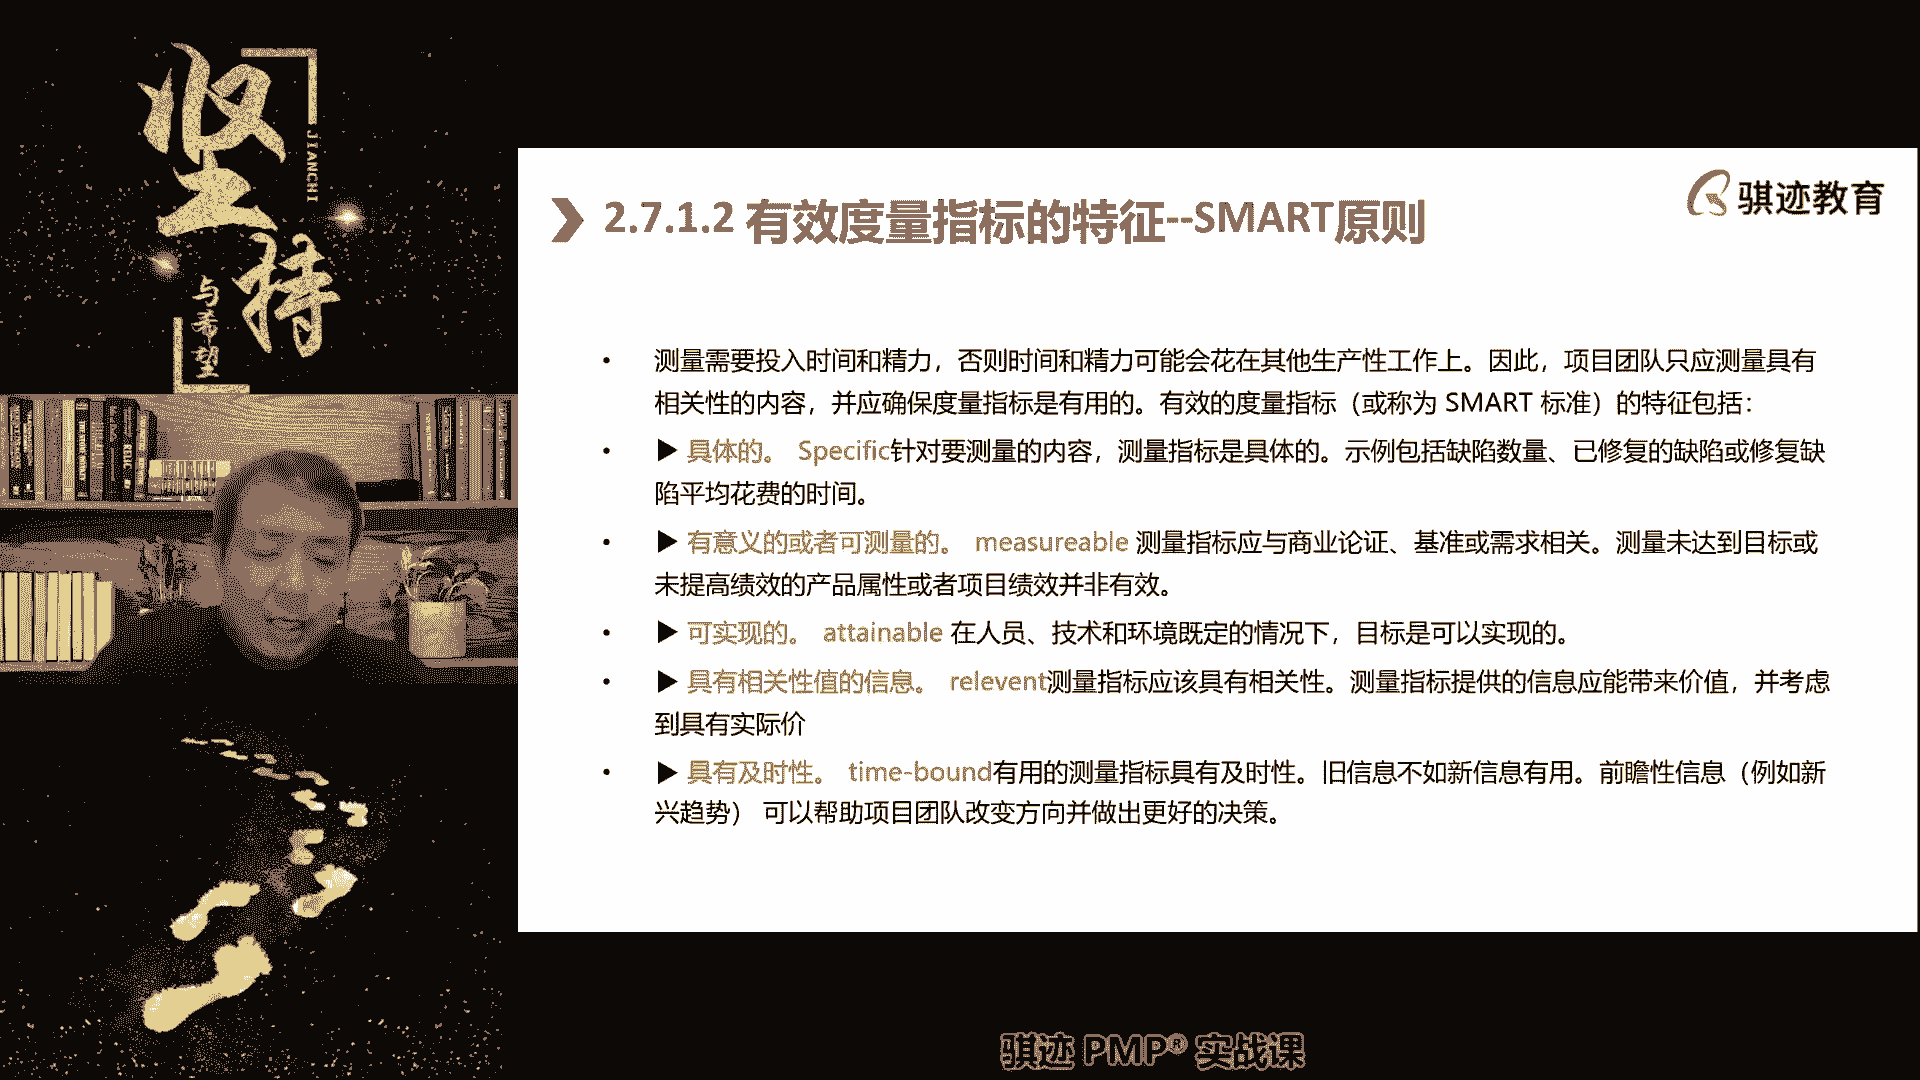 坚持
JIANCHI
与希望
骐迹教育
2.7.1.2 有效度量指标的特征--SMART原则
• 测量需要投入时间和精力，否则时间和精力可能会花在其他生产性工作上。因此，项目团队只应测量具有
相关性的内容，并应确保度量指标是有用的。有效的度量指标（或称为 SMART 标准）的特征包括：
• ▶ 具体的。 Specific针对要测量的内容，测量指标是具体的。示例包括缺陷数量、已修复的缺陷或修复缺
陷平均花费的时间。
• ▶ 有意义的或者可测量的。 measureable 测量指标应与商业论证、基准或需求相关。测量未达到目标或
未提高绩效的产品属性或者项目绩效并非有效。
• ▶ 可实现的。 attainable 在人员、技术和环境既定的情况下，目标是可以实现的。
• ▶ 具有相关性值的信息。 relevent测量指标应该具有相关性。测量指标提供的信息应能带来价值，并考虑
到具有实际价
• ▶ 具有及时性。 time-bound有用的测量指标具有及时性。旧信息不如新信息有用。前瞻性信息（例如新
兴趋势） 可以帮助项目团队改变方向并做出更好的决策。
骐迹 PMP® 实战课